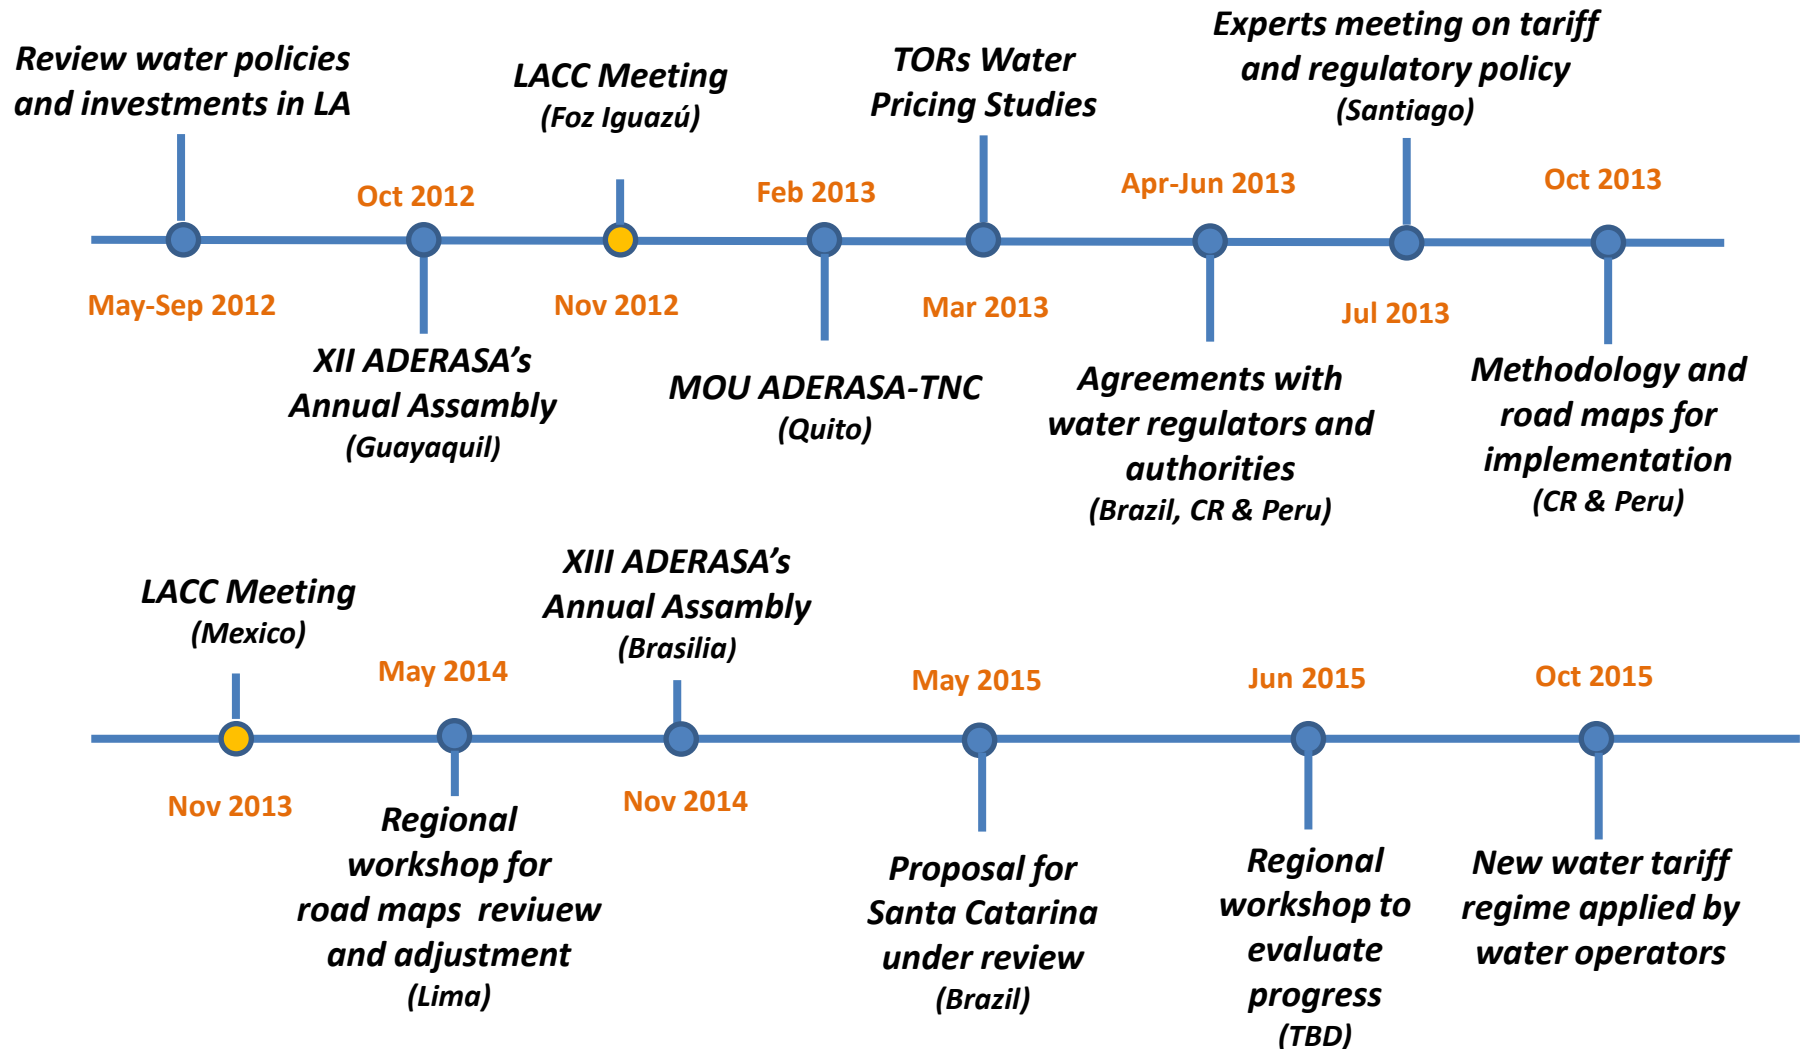 Review water policies
and investments in LA
May-Sep 2012
Oct 2012
XII ADERASA’s
Annual Assambly
(Guayaquil)
LACC Meeting
(Foz Iguazú)
Nov 2012
Feb 2013
MOU ADERASA-TNC
(Quito)
TORs Water
Pricing Studies
Mar 2013
Apr-Jun 2013
Agreements with
water regulators and
authorities
(Brazil, CR & Peru)
Experts meeting on tariff
and regulatory policy
(Santiago)
Jul 2013
Oct 2013
Methodology and
road maps for
implementation
(CR & Peru)
LACC Meeting
(Mexico)
Nov 2013
May 2014
Regional
workshop for
road maps reviuew
and adjustment
(Lima)
XIII ADERASA’s
Annual Assambly
(Brasilia)
Nov 2014
May 2015
Proposal for
Santa Catarina
under review
(Brazil)
Jun 2015
Regional
workshop to
evaluate
progress
(TBD)
Oct 2015
New water tariff
regime applied by
water operators